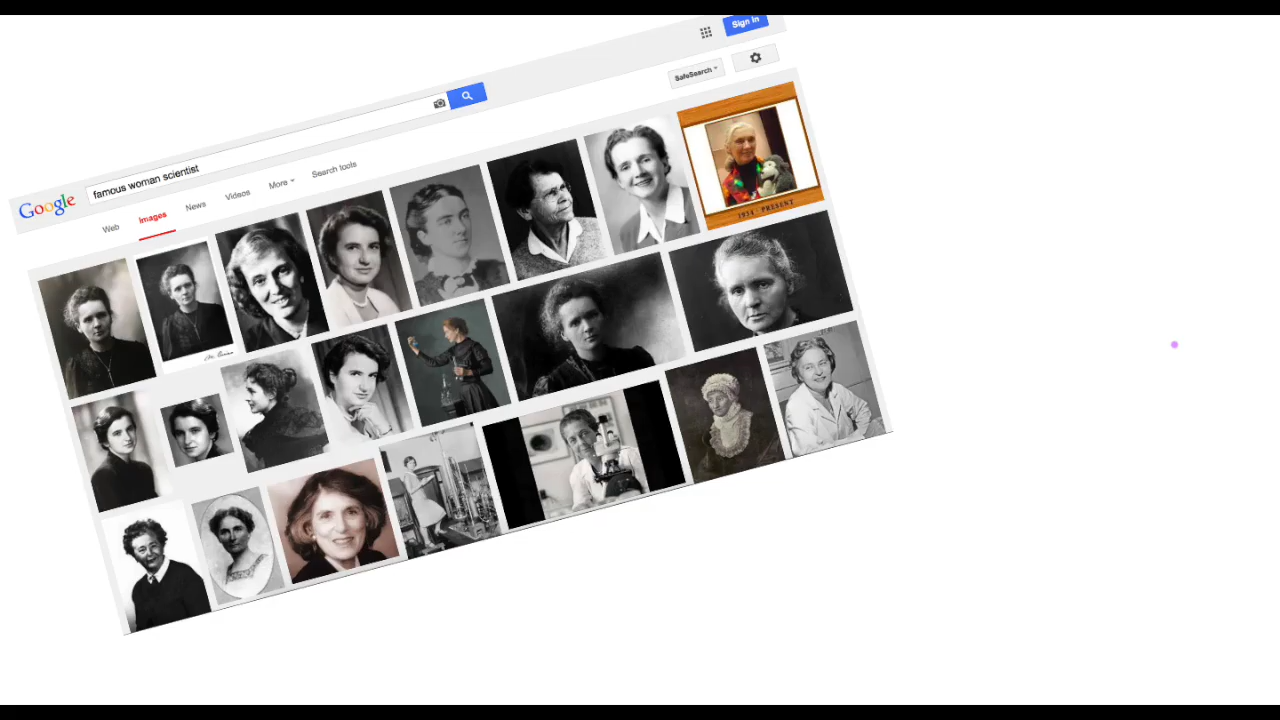 Sign in
SafeSearch
Google
famous woman scientist
Web Images News Videos More Search tools
1934 - PRESENT